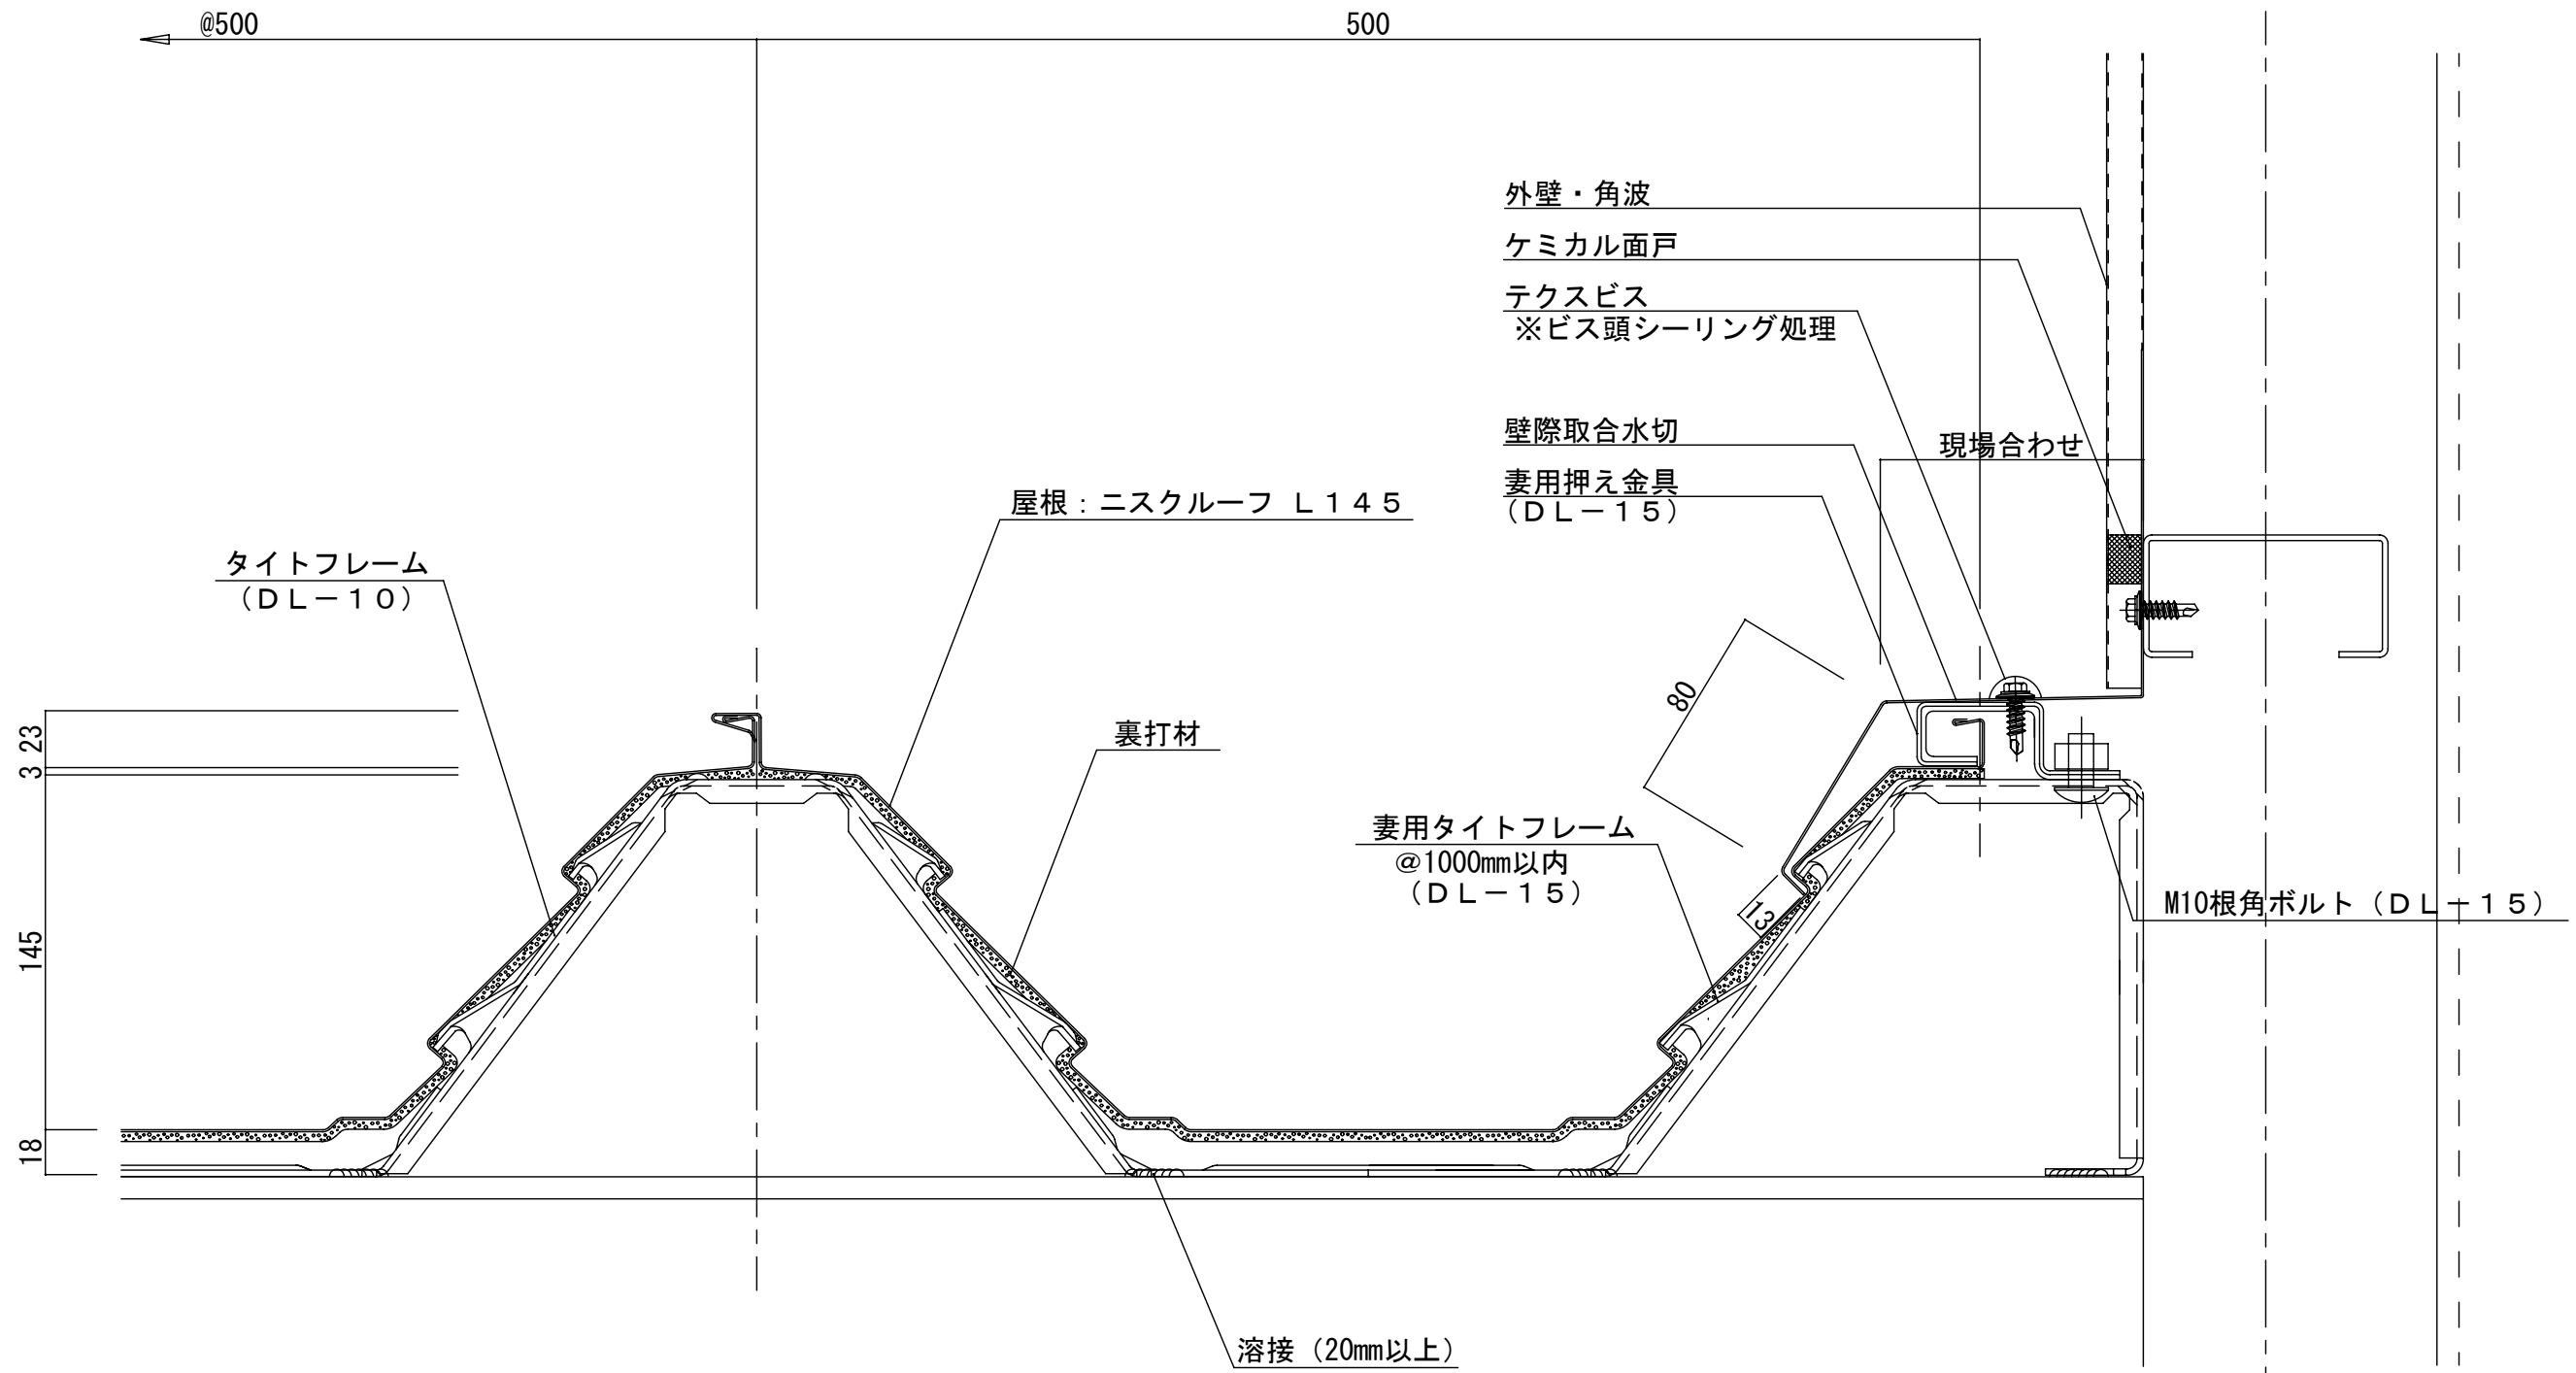 @500
500
外壁・角波
ケミカル面戸
テクスビス
※ビス頭シーリング処理
壁際取合水切
現場合わせ
妻用押え金具
(DL－15)
屋根：ニスクルーフ Ｌ１４５
タイトフレーム
(ＤＬ－１０)
裏打材
80
23
3
妻用タイトフレーム
@1000mm以内
(ＤＬ－１５)
13
M10根角ボルト (ＤＬ－１５)
145
18
溶接 (20mm以上)